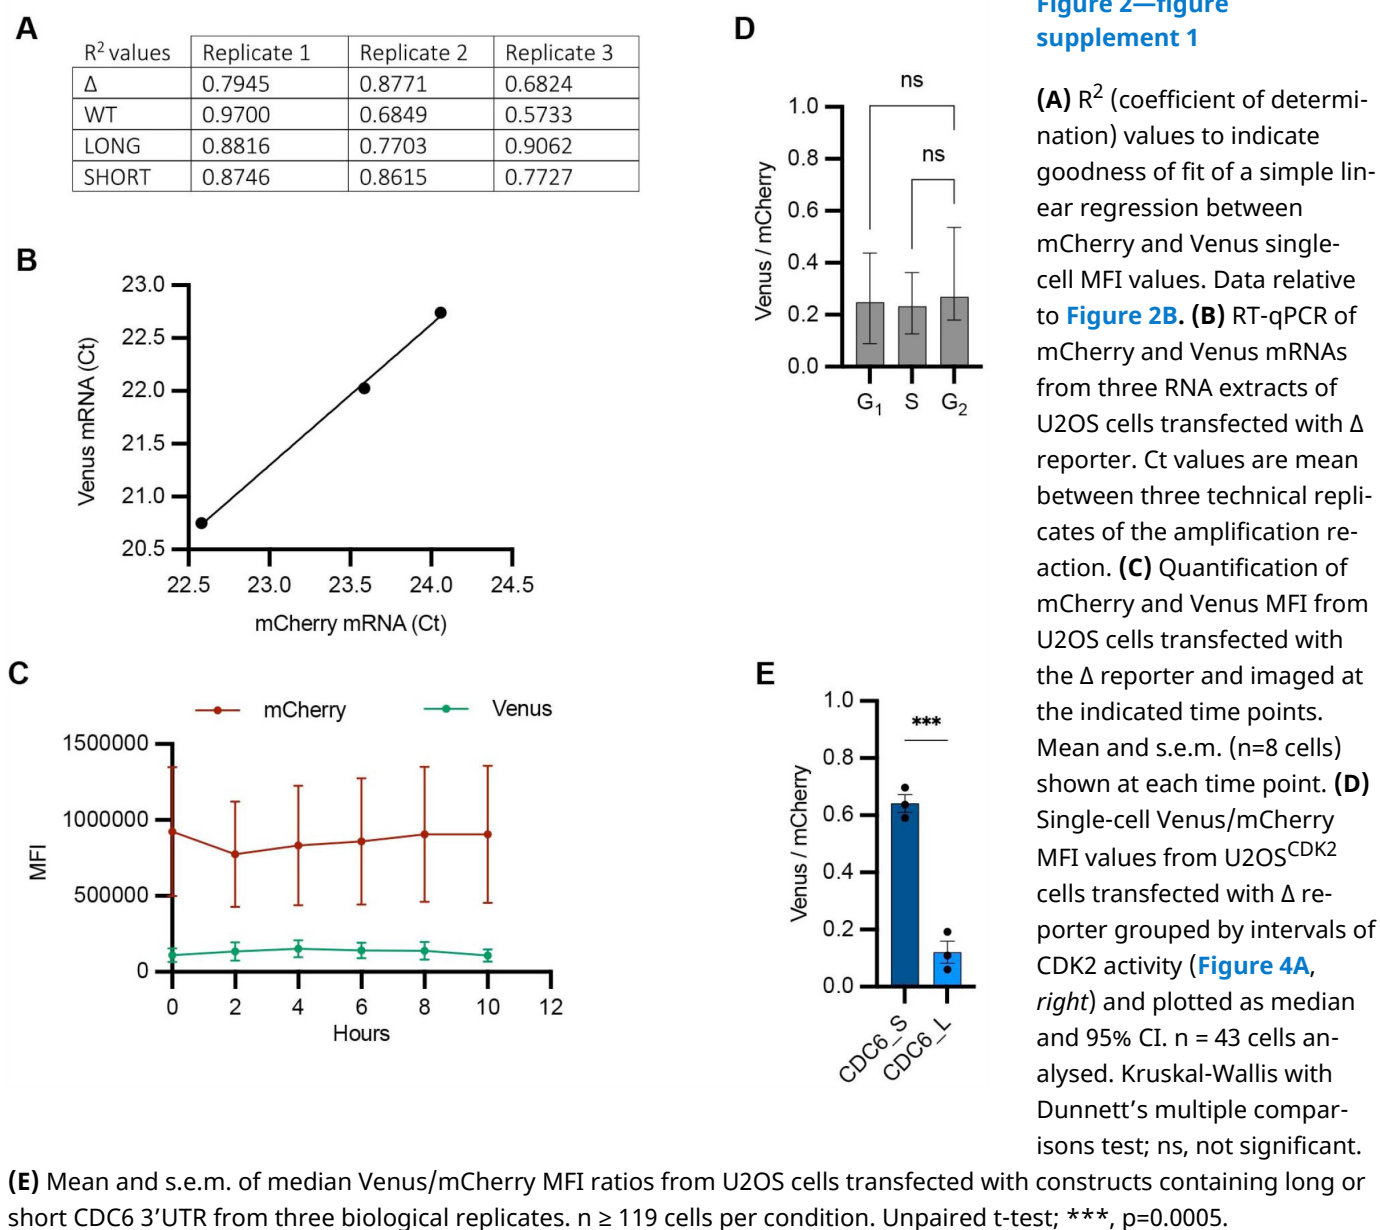 A
R² values Replicate 1 Replicate 2 Replicate 3
Δ 0.7945 0.8771 0.6824
WT 0.9700 0.6849 0.5733
LONG 0.8816 0.7703 0.9062
SHORT 0.8746 0.8615 0.7727
B
23.0
22.5
22.0
21.5
21.0
20.5
Venus mRNA (Ct)
22.5 23.0 23.5 24.0 24.5
mCherry mRNA (Ct)
C
mCherry Venus
1500000
1000000
500000
0
MFI
0 2 4 6 8 10 12
Hours
D
ns
ns
1.0
0.8
0.6
0.4
0.2
0.0
Venus / mCherry
G₁ S G₂
E
***
1.0
0.8
0.6
0.4
0.2
0.0
Venus / mCherry
CDC6_S
CDC6_L
Figure 2—figure
supplement 1
(A) R² (coefficient of determi-
nation) values to indicate
goodness of fit of a simple lin-
ear regression between
mCherry and Venus single-
cell MFI values. Data relative
to Figure 2B. (B) RT-qPCR of
mCherry and Venus mRNAs
from three RNA extracts of
U2OS cells transfected with Δ
reporter. Ct values are mean
between three technical repli-
cates of the amplification re-
action. (C) Quantification of
mCherry and Venus MFI from
U2OS cells transfected with
the Δ reporter and imaged at
the indicated time points.
Mean and s.e.m. (n=8 cells)
shown at each time point. (D)
Single-cell Venus/mCherry
MFI values from U2OS^CDK2
cells transfected with Δ re-
porter grouped by intervals of
CDK2 activity (Figure 4A,
right) and plotted as median
and 95% CI. n = 43 cells an-
alysed. Kruskal-Wallis with
Dunnett’s multiple compar-
isons test; ns, not significant.
(E) Mean and s.e.m. of median Venus/mCherry MFI ratios from U2OS cells transfected with constructs containing long or
short CDC6 3’UTR from three biological replicates. n ≥ 119 cells per condition. Unpaired t-test; ***, p=0.0005.